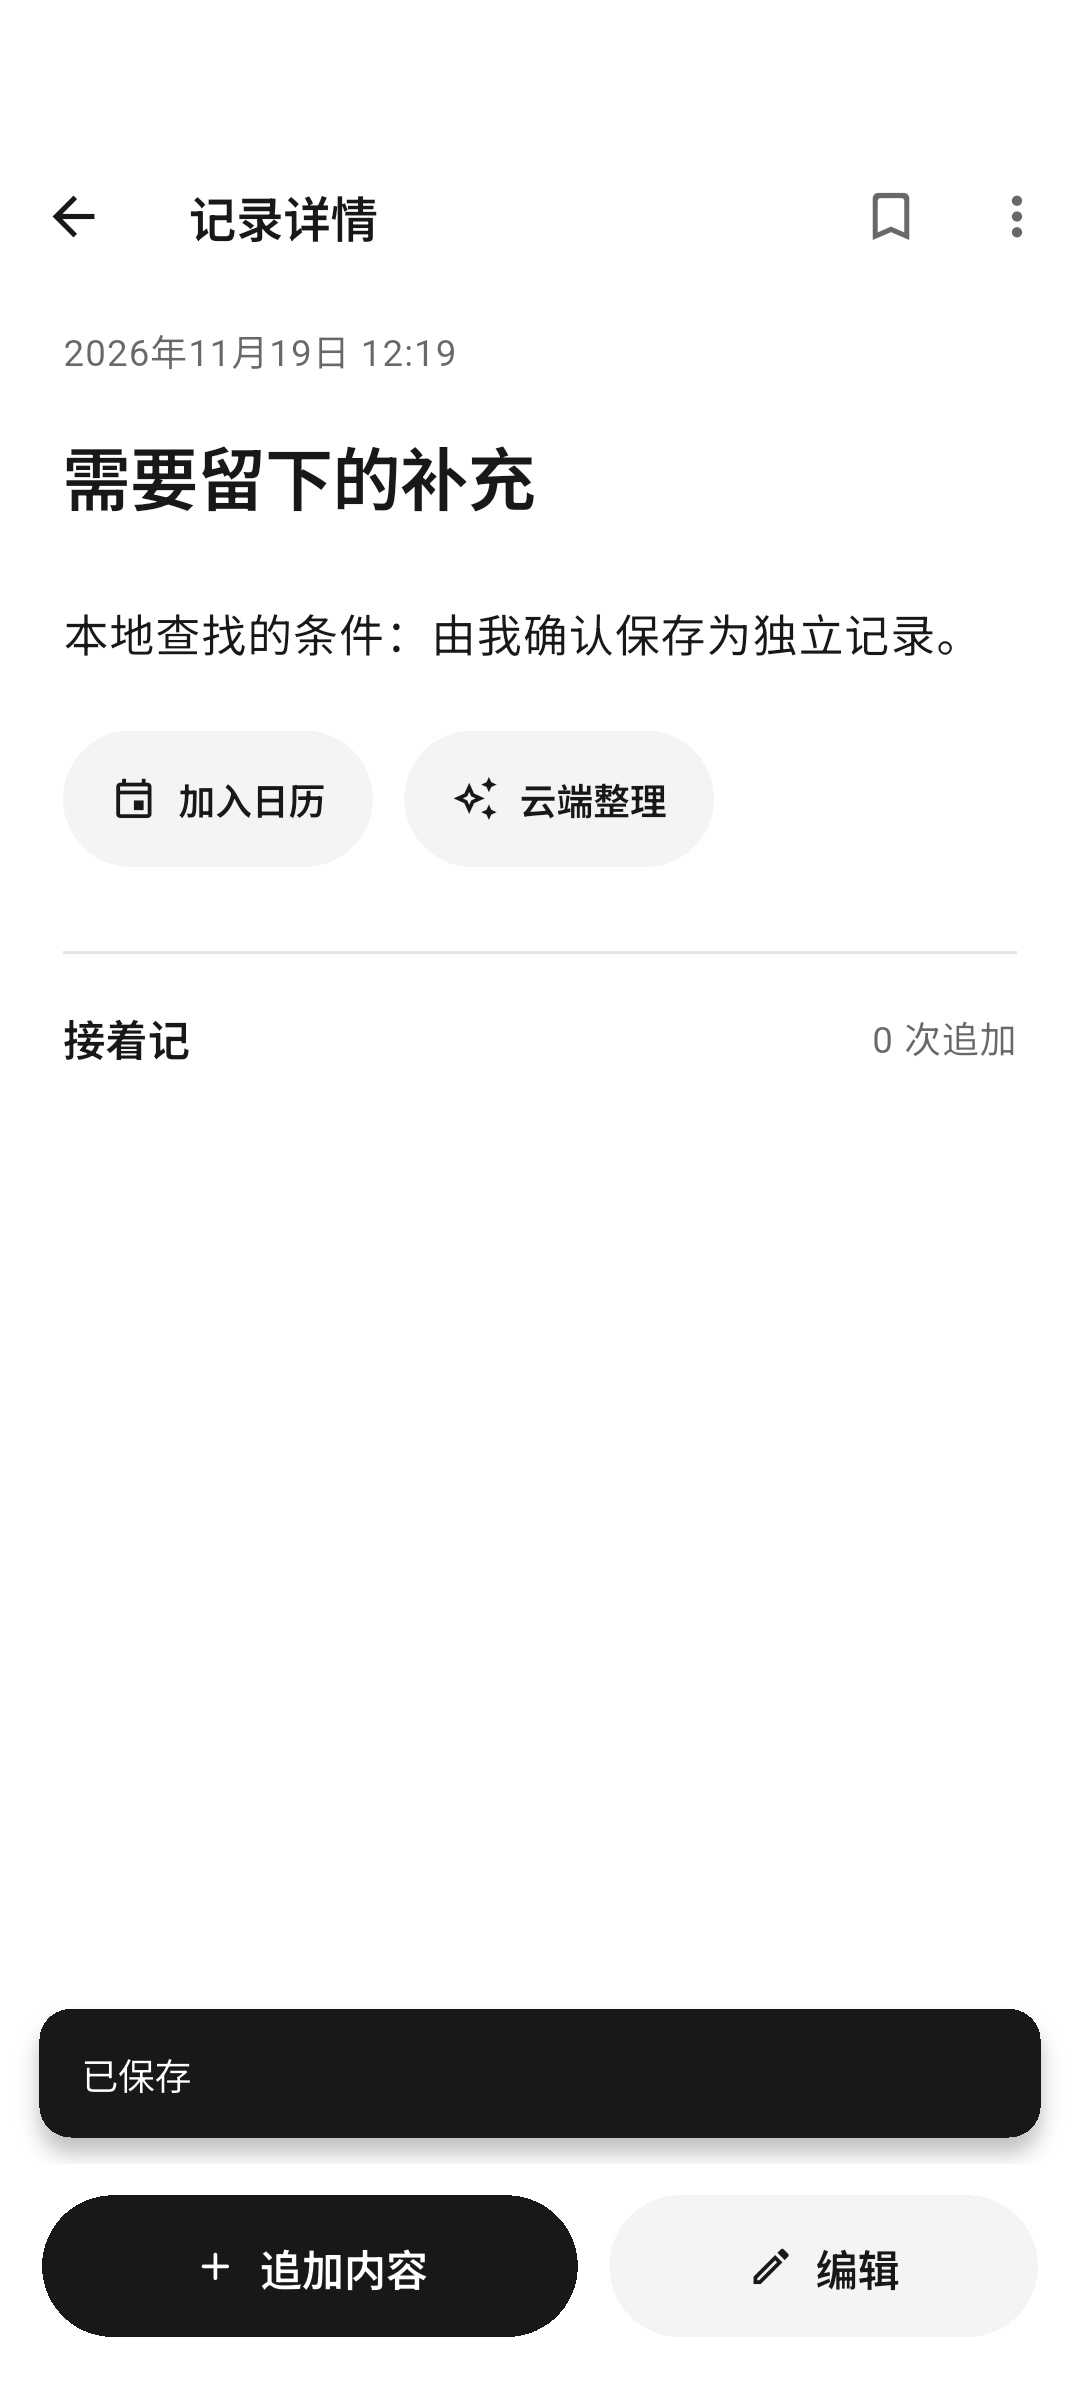 记录详情
2026年11月19日 12:19
需要留下的补充
本地查找的条件：由我确认保存为独立记录。
加入日历
云端整理
接着记
0 次追加
已保存
追加内容
编辑